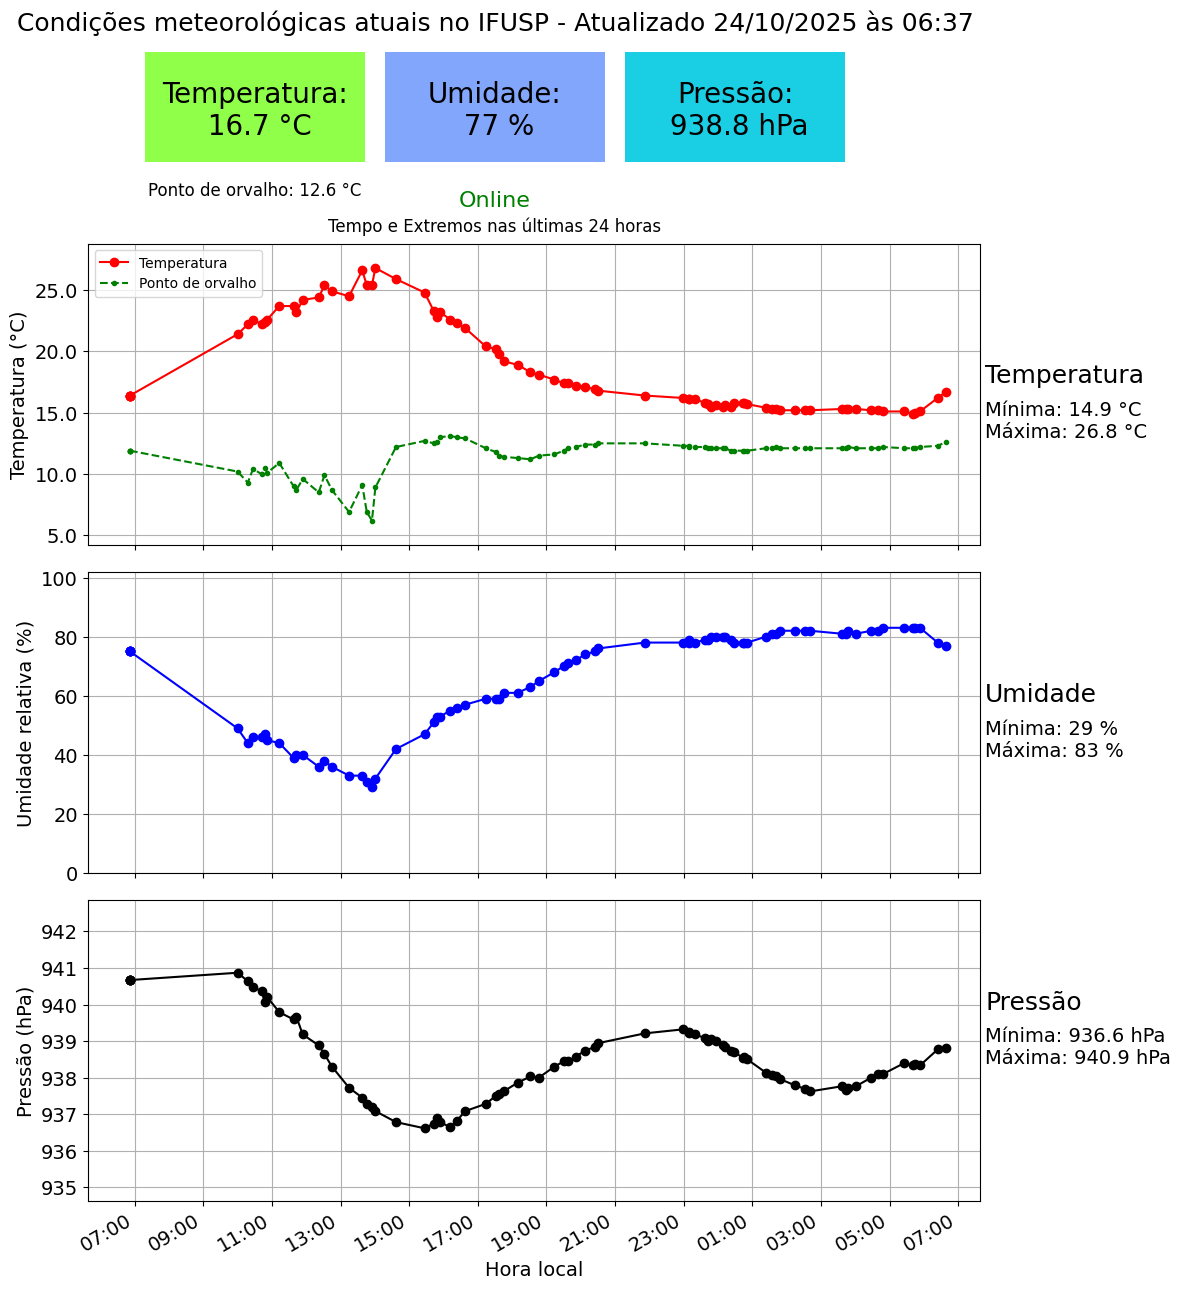 Condições meteorológicas atuais no IFUSP - Atualizado 24/10/2025 às 06:37
Temperatura:
16.7 °C
Umidade:
77 %
Pressão:
938.8 hPa
Ponto de orvalho: 12.6 °C
Online
Tempo e Extremos nas últimas 24 horas
Temperatura
Ponto de orvalho
Temperatura (°C)
25.0
20.0
15.0
10.0
5.0
Temperatura
Mínima: 14.9 °C
Máxima: 26.8 °C
Umidade relativa (%)
100
80
60
40
20
0
Umidade
Mínima: 29 %
Máxima: 83 %
Pressão (hPa)
942
941
940
939
938
937
936
935
Pressão
Mínima: 936.6 hPa
Máxima: 940.9 hPa
07:00 09:00 11:00 13:00 15:00 17:00 19:00 21:00 23:00 01:00 03:00 05:00 07:00
Hora local